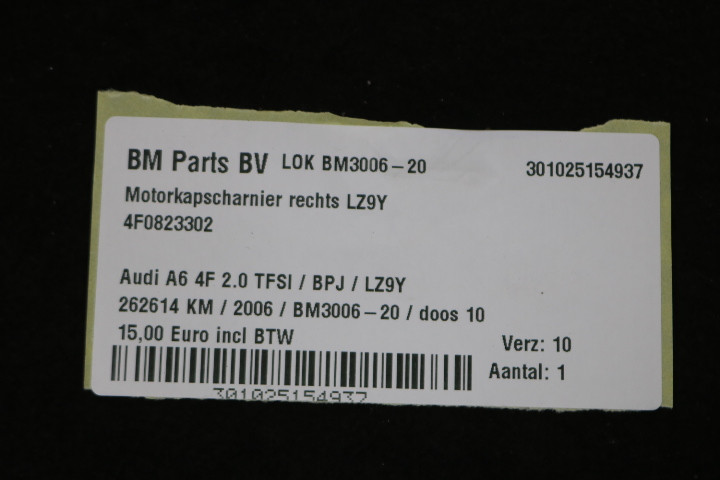 BM Parts BV LOK BM3006-20 301025154937
Motorkapscharnier rechts LZ9Y
4F0823302
Audi A6 4F 2.0 TFSI / BPJ / LZ9Y
262614 KM / 2006 / BM3006-20 / doos 10
15,00 Euro incl BTW
Verz: 10
Aantal: 1
301025154937